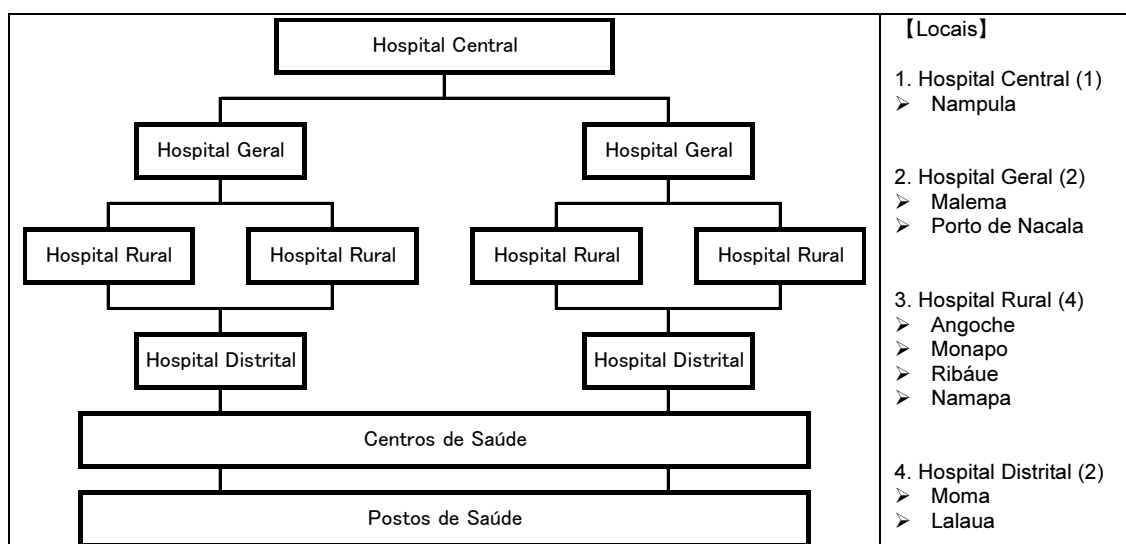 Hospital Central
Hospital Geral
Hospital Geral
Hospital Rural
Hospital Rural
Hospital Rural
Hospital Rural
Hospital Distrital
Hospital Distrital
Centros de Saúde
Postos de Saúde
【Locais】
1. Hospital Central (1)
➢ Nampula
2. Hospital Geral (2)
➢ Malema
➢ Porto de Nacala
3. Hospital Rural (4)
➢ Angoche
➢ Monapo
➢ Ribáue
➢ Namapa
4. Hospital Distrital (2)
➢ Moma
➢ Lalaua